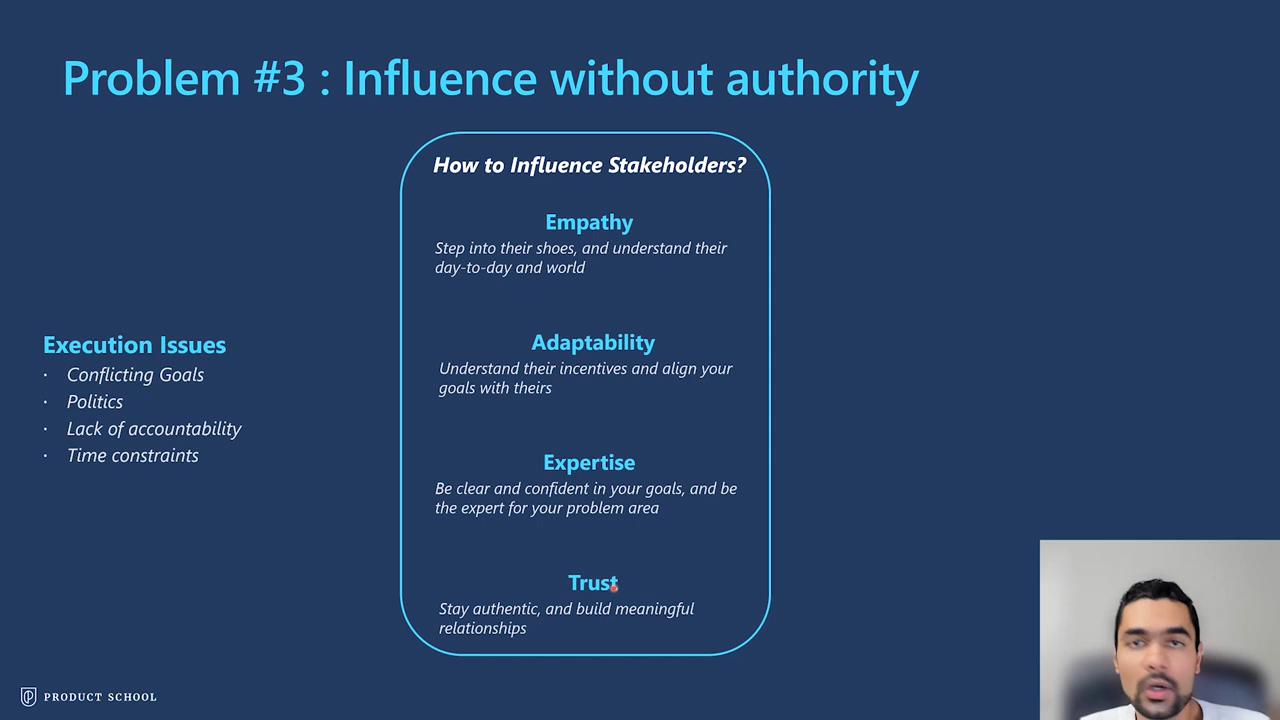 Problem #3 : Influence without authority
How to Influence Stakeholders?
Empathy
Step into their shoes, and understand their
day-to-day and world
Adaptability
Understand their incentives and align your
goals with theirs
Expertise
Be clear and confident in your goals, and be
the expert for your problem area
Trust
Stay authentic, and build meaningful
relationships
Execution Issues
· Conflicting Goals
· Politics
· Lack of accountability
· Time constraints
PRODUCT SCHOOL